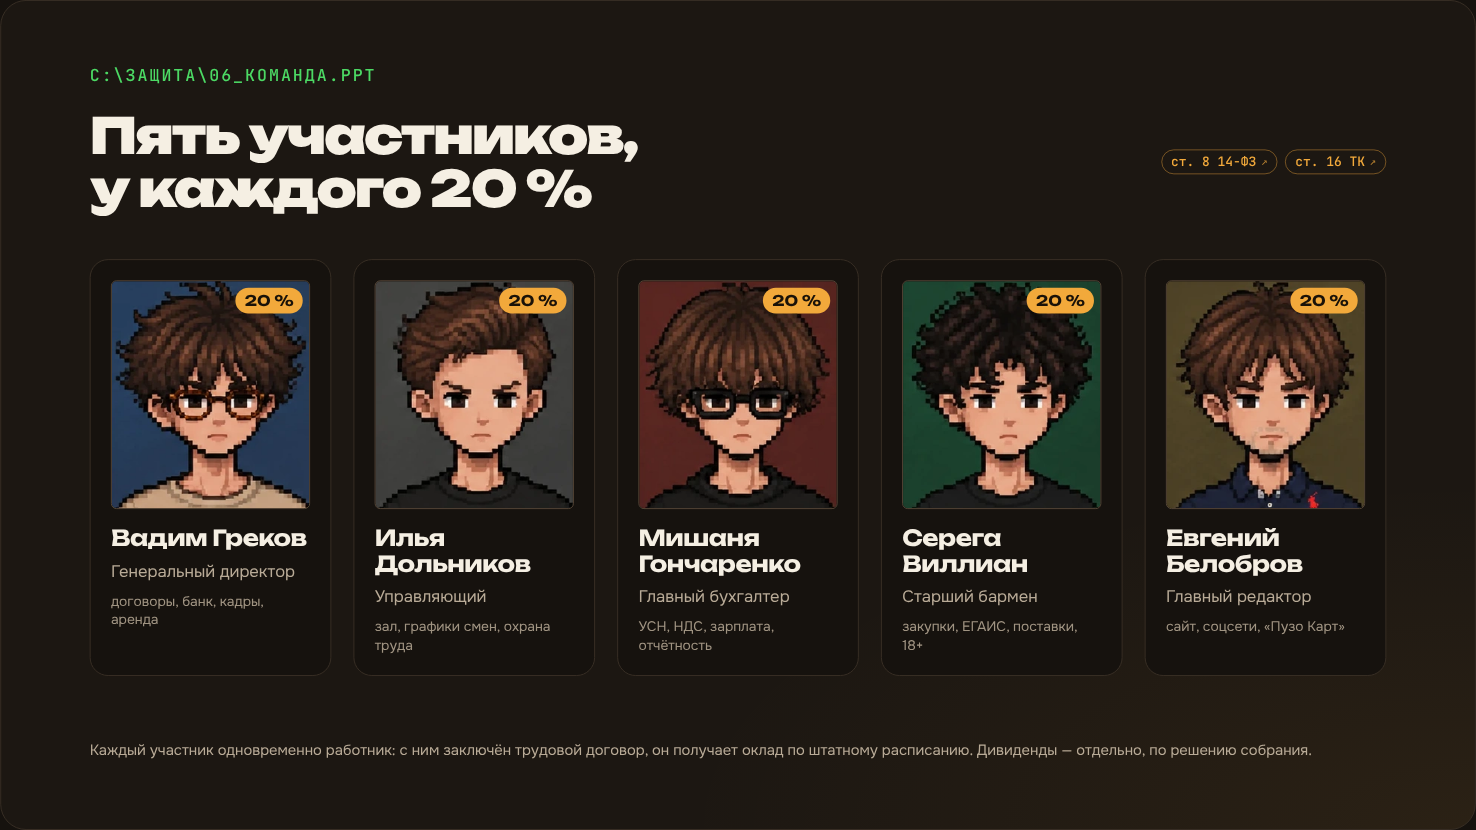 C:\ЗАЩИТА\06_КОМАНДА.PPT
Пять участников,
у каждого 20 %
ст. 8 14-ФЗ ↗
ст. 16 ТК ↗
20 %
Вадим Греков
Генеральный директор
договоры, банк, кадры,
аренда
20 %
Илья
Дольников
Управляющий
зал, графики смен, охрана
труда
20 %
Мишаня
Гончаренко
Главный бухгалтер
УСН, НДС, зарплата,
отчётность
20 %
Серега
Виллиан
Старший бармен
закупки, ЕГАИС, поставки,
18+
20 %
Евгений
Белобров
Главный редактор
сайт, соцсети, «Пузо Карт»
Каждый участник одновременно работник: с ним заключён трудовой договор, он получает оклад по штатному расписанию. Дивиденды — отдельно, по решению собрания.